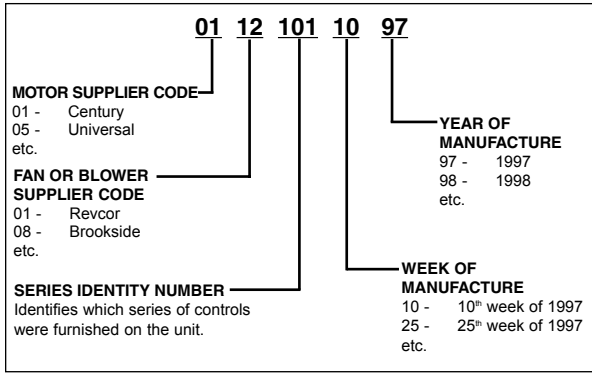 01 12 101 10 97
MOTOR SUPPLIER CODE
01 - Century
05 - Universal
etc.
FAN OR BLOWER
SUPPLIER CODE
01 - Revcor
08 - Brookside
etc.
SERIES IDENTITY NUMBER
Identifies which series of controls
were furnished on the unit.
YEAR OF
MANUFACTURE
97 - 1997
98 - 1998
etc.
WEEK OF
MANUFACTURE
10 - 10th week of 1997
25 - 25th week of 1997
etc.